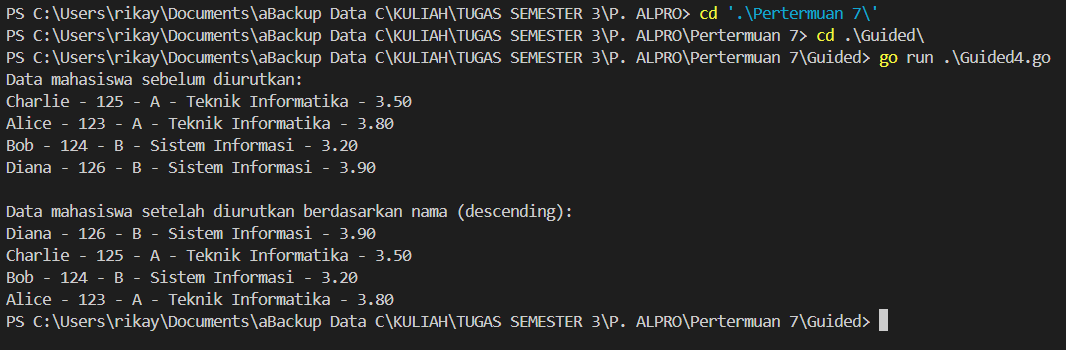 PS C:\Users\rikay\Documents\aBackup Data C\KULIAH\TUGAS SEMESTER 3\P. ALPRO> cd '.\Pertermuan 7\'
PS C:\Users\rikay\Documents\aBackup Data C\KULIAH\TUGAS SEMESTER 3\P. ALPRO\Pertermuan 7> cd .\Guided\
PS C:\Users\rikay\Documents\aBackup Data C\KULIAH\TUGAS SEMESTER 3\P. ALPRO\Pertermuan 7\Guided> go run .\Guided4.go
Data mahasiswa sebelum diurutkan:
Charlie - 125 - A - Teknik Informatika - 3.50
Alice - 123 - A - Teknik Informatika - 3.80
Bob - 124 - B - Sistem Informasi - 3.20
Diana - 126 - B - Sistem Informasi - 3.90

Data mahasiswa setelah diurutkan berdasarkan nama (descending):
Diana - 126 - B - Sistem Informasi - 3.90
Charlie - 125 - A - Teknik Informatika - 3.50
Bob - 124 - B - Sistem Informasi - 3.20
Alice - 123 - A - Teknik Informatika - 3.80
PS C:\Users\rikay\Documents\aBackup Data C\KULIAH\TUGAS SEMESTER 3\P. ALPRO\Pertermuan 7\Guided>